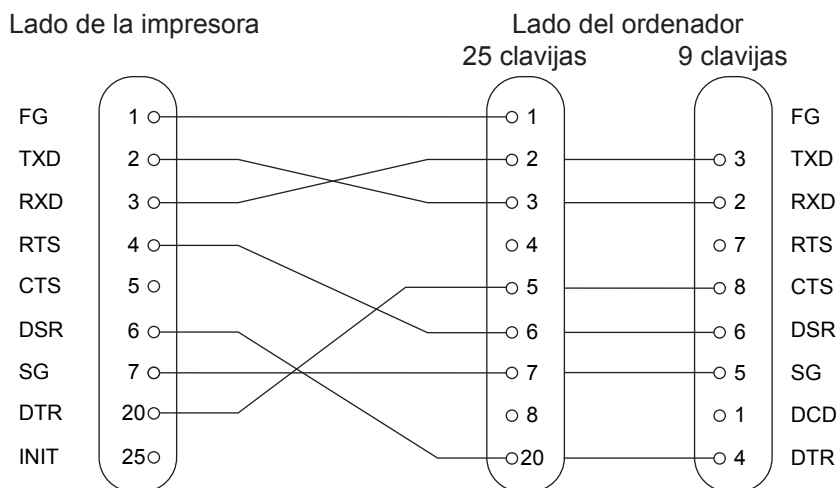 Lado de la impresora Lado del ordenador
25 clavijas 9 clavijas
FG 1 1 FG
TXD 2 2 3 TXD
RXD 3 3 2 RXD
RTS 4 4 7 RTS
CTS 5 5 8 CTS
DSR 6 6 6 DSR
SG 7 7 5 SG
DTR 20 8 1 DCD
INIT 25 20 4 DTR